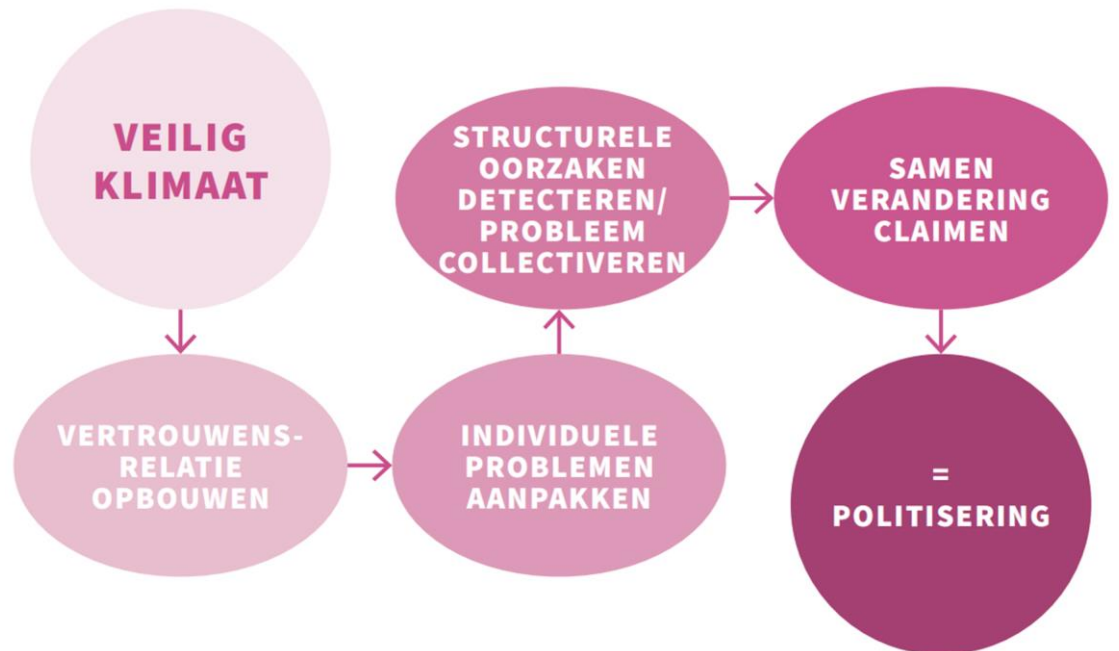 VEILIG
KLIMAAT
VERTROUWENS-
RELATIE
OPBOUWEN
INDIVIDUELE
PROBLEMEN
AANPAKKEN
STRUCTURELE
OORZAKEN
DETECTEREN/
PROBLEEM
COLLECTIVEREN
SAMEN
VERANDERING
CLAIMEN
=
POLITISERING